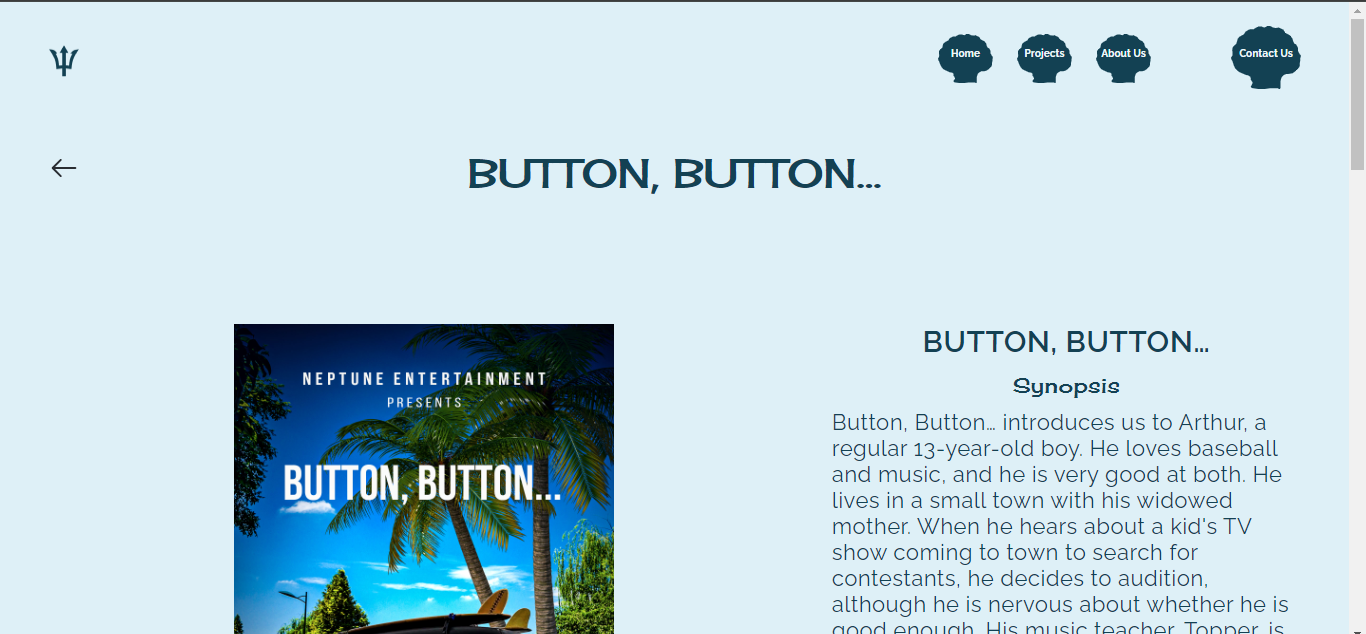 Home
Projects
About Us
Contact Us
BUTTON, BUTTON...
NEPTUNE ENTERTAINMENT
PRESENTS
BUTTON, BUTTON...
BUTTON, BUTTON…
Synopsis
Button, Button… introduces us to Arthur, a
regular 13-year-old boy. He loves baseball
and music, and he is very good at both. He
lives in a small town with his widowed
mother. When he hears about a kid's TV
show coming to town to search for
contestants, he decides to audition,
although he is nervous about whether he is
good enough. His music teacher, Topper, is